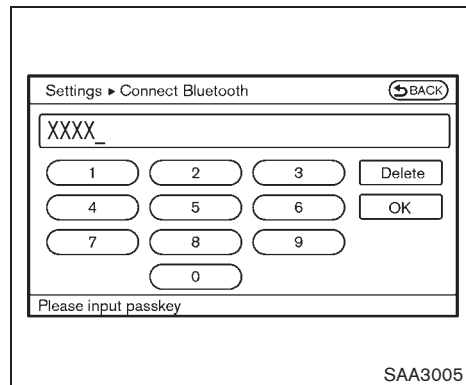 Settings ▸ Connect Bluetooth BACK
XXXX_
1 2 3 Delete
4 5 6 OK
7 8 9
0
Please input passkey
SAA3005